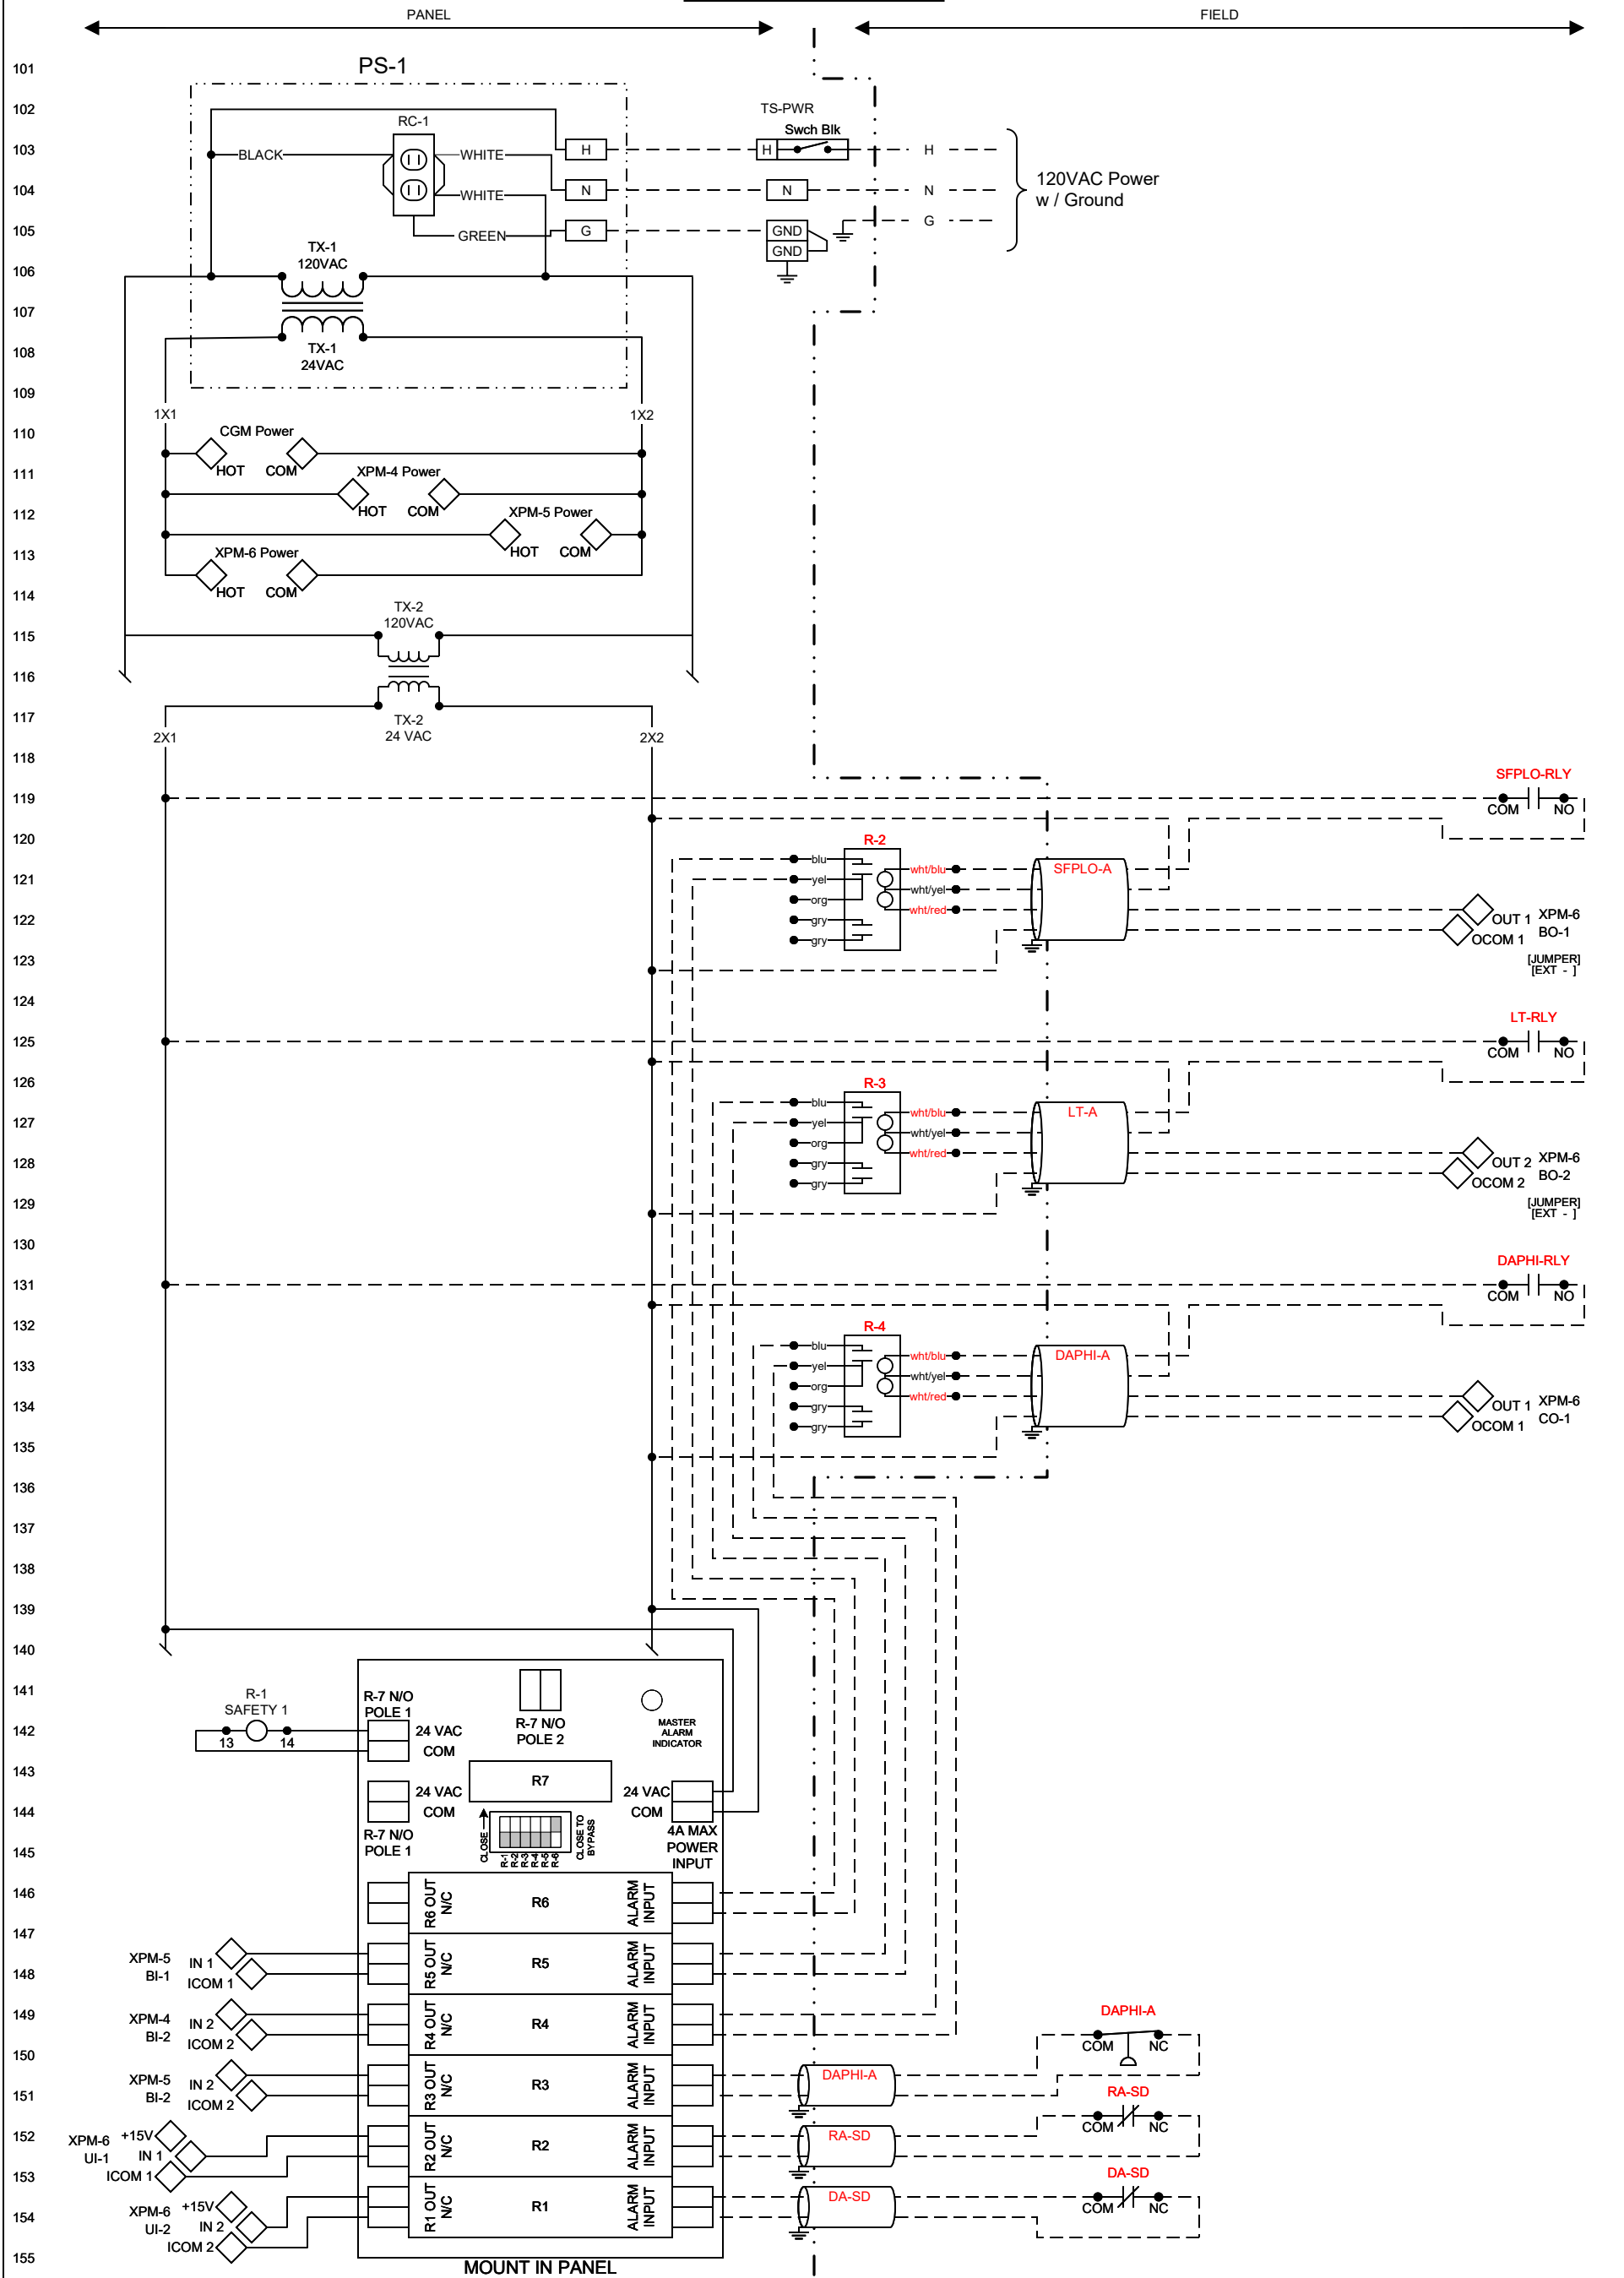 PANEL
FIELD
101
PS-1
102
TS-PWR
RC-1
Swch Blk
103
BLACK
WHITE
H
H
H
104
WHITE
N
N
N
120VAC Power
w / Ground
105
GREEN
G
GND
G
GND
TX-1
120VAC
106
107
108
TX-1
24VAC
109
1X1
1X2
110
CGM Power
HOT
COM
111
XPM-4 Power
HOT
COM
112
XPM-5 Power
HOT
COM
113
XPM-6 Power
HOT
COM
114
TX-2
120VAC
115
116
117
TX-2
24 VAC
2X1
2X2
118
SFPLO-RLY
119
COM
NO
120
R-2
blu
wht/blu
SFPLO-A
121
yel
wht/yel
org
wht/red
122
gry
OUT 1
XPM-6
BO-1
gry
OCOM 1
123
[JUMPER]
[EXT - ]
124
LT-RLY
125
COM
NO
126
R-3
blu
wht/blu
LT-A
127
yel
wht/yel
org
wht/red
128
gry
OUT 2
XPM-6
BO-2
gry
OCOM 2
129
[JUMPER]
[EXT - ]
130
DAPHI-RLY
131
COM
NO
132
R-4
blu
wht/blu
DAPHI-A
133
yel
wht/yel
org
wht/red
134
gry
OUT 1
XPM-6
CO-1
gry
OCOM 1
135
136
137
138
139
140
141
R-1
SAFETY 1
R-7 N/O
POLE 1
142
13
14
24 VAC
COM
R-7 N/O
POLE 2
MASTER
ALARM
INDICATOR
143
R7
24 VAC
24 VAC
144
COM
COM
CLOSE
CLOSE TO
BYPASS
R-7 N/O
POLE 1
4A MAX
POWER
INPUT
145
R-1
R-2
R-3
R-4
R-5
R-6
146
R6 OUT
N/C
R6
ALARM
INPUT
147
XPM-5
BI-1
IN 1
ICOM 1
R5 OUT
N/C
R5
ALARM
INPUT
148
149
XPM-4
BI-2
IN 2
ICOM 2
R4 OUT
N/C
R4
ALARM
INPUT
DAPHI-A
COM
NC
150
XPM-5
BI-2
IN 2
ICOM 2
R3 OUT
N/C
R3
ALARM
INPUT
DAPHI-A
151
RA-SD
COM
NC
152
XPM-6
UI-1
+15V
IN 1
ICOM 1
R2 OUT
N/C
R2
ALARM
INPUT
RA-SD
153
DA-SD
COM
NC
XPM-6
UI-2
+15V
IN 2
ICOM 2
R1 OUT
N/C
R1
ALARM
INPUT
DA-SD
154
155
MOUNT IN PANEL